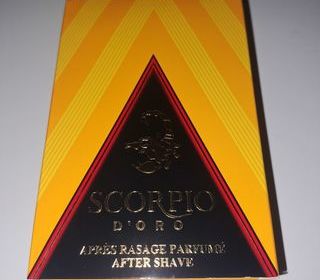 SCORPIO
D'ORO
APRÈS RASAGE PARFUMÉ
AFTER SHAVE